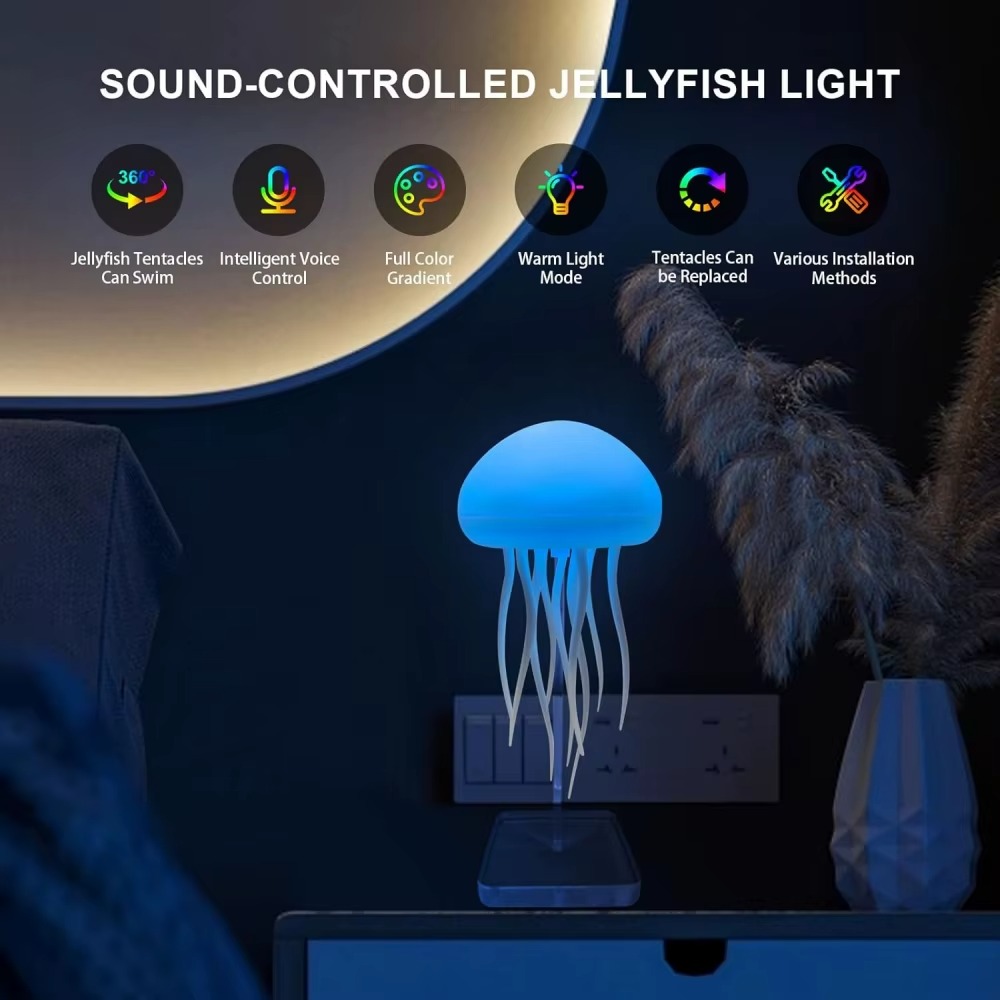 SOUND-CONTROLLED JELLYFISH LIGHT
360°
Jellyfish Tentacles
Can Swim
Intelligent Voice
Control
Full Color
Gradient
Warm Light
Mode
Tentacles Can
be Replaced
Various Installation
Methods